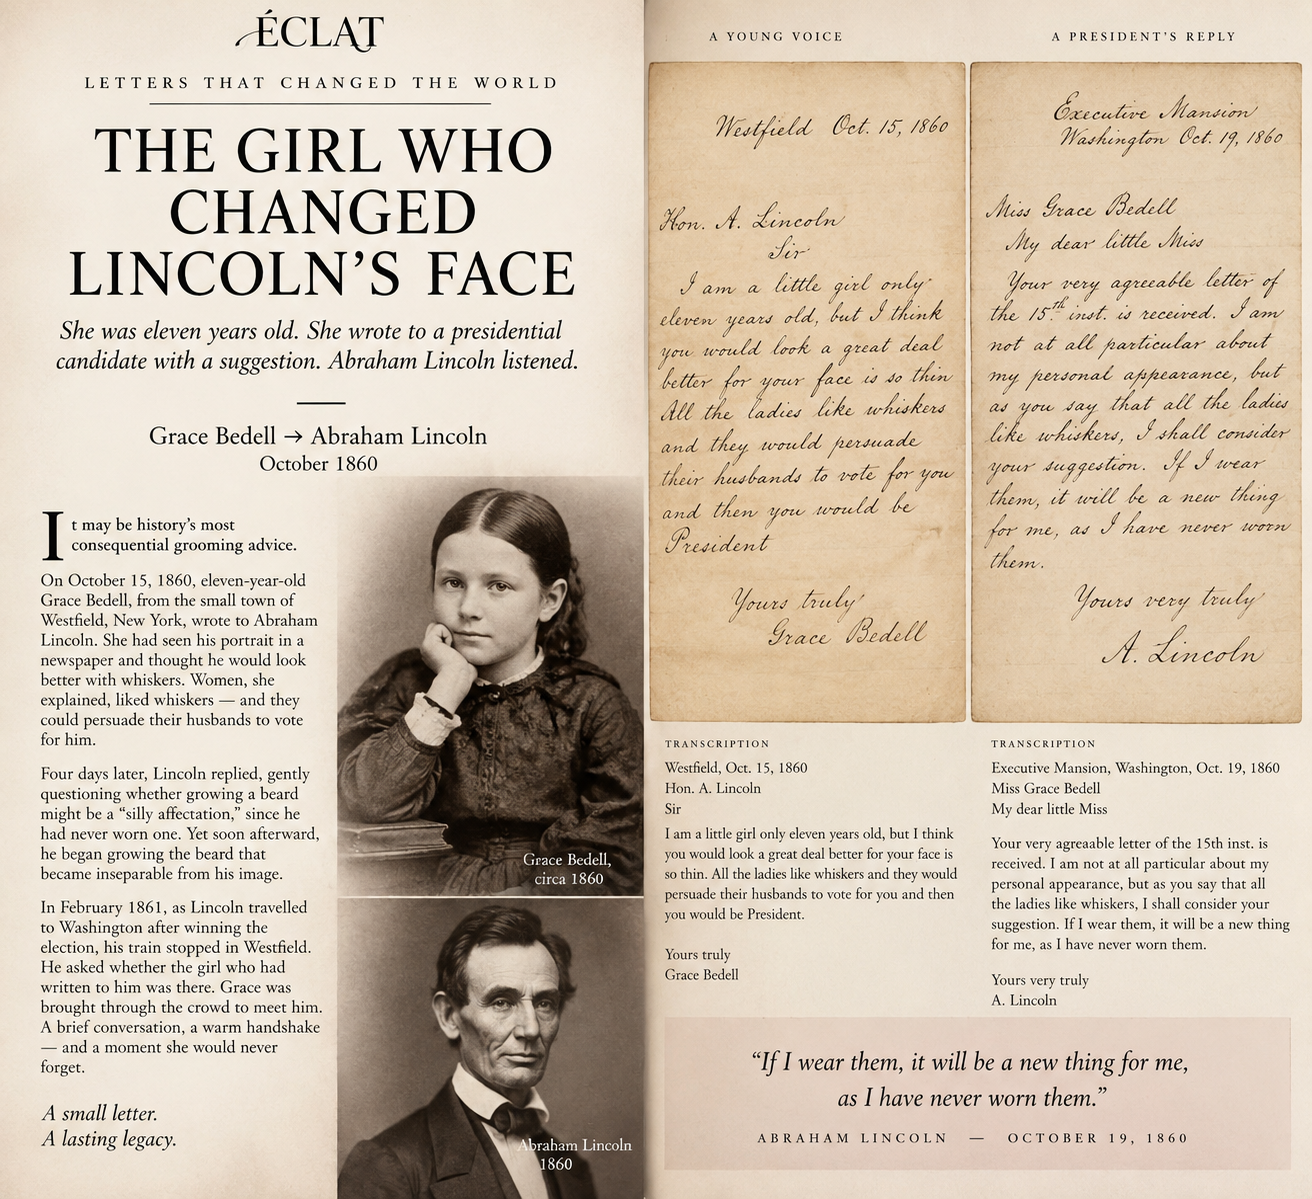 ÉCLAT
LETTERS THAT CHANGED THE WORLD
THE GIRL WHO
CHANGED
LINCOLN’S FACE
She was eleven years old. She wrote to a presidential
candidate with a suggestion. Abraham Lincoln listened.
Grace Bedell → Abraham Lincoln
October 1860
It may be history’s most
consequential grooming advice.
On October 15, 1860, eleven-year-old
Grace Bedell, from the small town of
Westfield, New York, wrote to Abraham
Lincoln. She had seen his portrait in a
newspaper and thought he would look
better with whiskers. Women, she
explained, liked whiskers — and they
could persuade their husbands to vote
for him.
Four days later, Lincoln replied, gently
questioning whether growing a beard
might be a “silly affectation,” since he
had never worn one. Yet soon afterward,
he began growing the beard that
became inseparable from his image.
In February 1861, as Lincoln travelled
to Washington after winning the
election, his train stopped in Westfield.
He asked whether the girl who had
written to him was there. Grace was
brought through the crowd to meet him.
A brief conversation, a warm handshake
— and a moment she would never
forget.
A small letter.
A lasting legacy.
Grace Bedell,
circa 1860
Abraham Lincoln
1860
A YOUNG VOICE
Westfield Oct. 15, 1860
Hon. A. Lincoln
Sir
I am a little girl only
eleven years old, but I think
you would look a great deal
better for your face is so thin
All the ladies like whiskers
and they would persuade
their husbands to vote for you
and then you would be
President
Yours truly
Grace Bedell
TRANSCRIPTION
Westfield, Oct. 15, 1860
Hon. A. Lincoln
Sir
I am a little girl only eleven years old, but I think
you would look a great deal better for your face is
so thin. All the ladies like whiskers and they would
persuade their husbands to vote for you and then
you would be President.
Yours truly
Grace Bedell
A PRESIDENT’S REPLY
Executive Mansion
Washington Oct. 19, 1860
Miss Grace Bedell
My dear little Miss
Your very agreeable letter of
the 15th inst. is received. I am
not at all particular about
my personal appearance, but
as you say that all the ladies
like whiskers, I shall consider
your suggestion. If I wear
them, it will be a new thing
for me, as I have never worn
them.
Yours very truly
A. Lincoln
TRANSCRIPTION
Executive Mansion, Washington, Oct. 19, 1860
Miss Grace Bedell
My dear little Miss
Your very agreaable letter of the 15th inst. is
received. I am not at all particular about my
personal appearance, but as you say that all
the ladies like whiskers, I shall consider your
suggestion. If I wear them, it will be a new thing
for me, as I have never worn them.
Yours very truly
A. Lincoln
“If I wear them, it will be a new thing for me,
as I have never worn them.”
ABRAHAM LINCOLN — OCTOBER 19, 1860